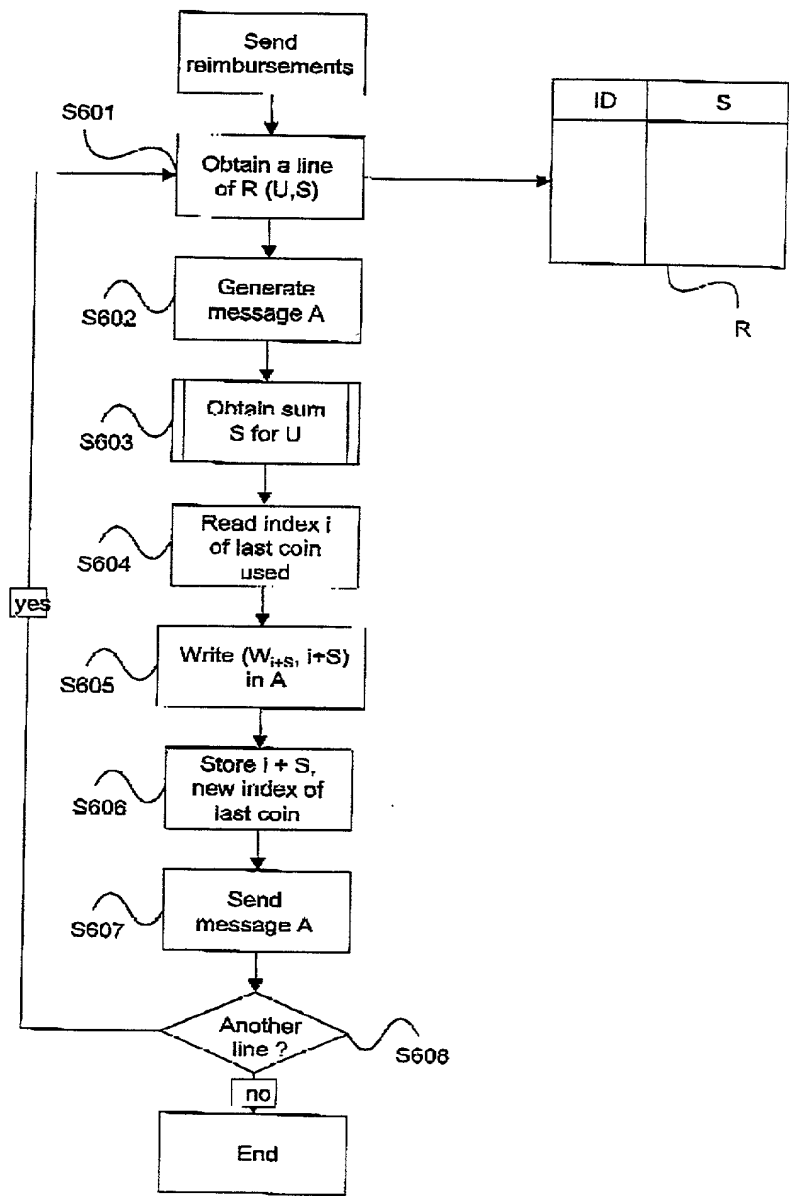 Send
reimbursements
S601
ID
S
Obtain a line
of R (U,S)
Generate
message A
S602
R
Obtain sum
S for U
S603
Read index i
of last coin
used
S604
yes
Write (W_{i+S}, i+S)
in A
S605
Store i + S,
new index of
last coin
S606
Send
message A
S607
Another
line ?
S608
no
End